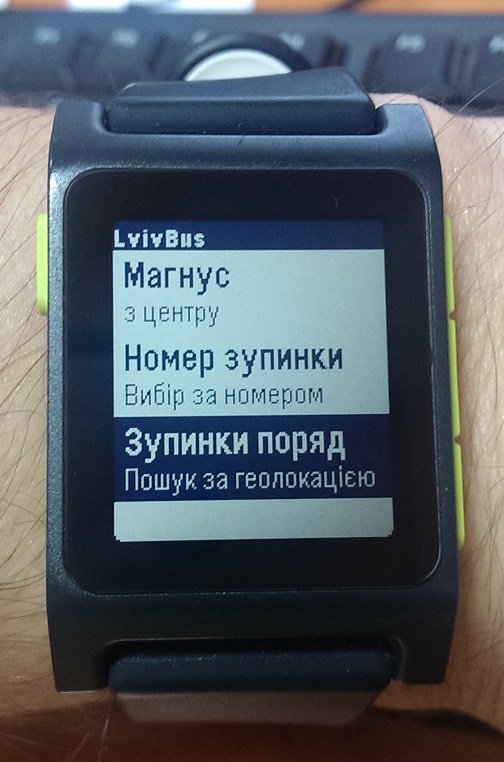 LvivBus
Магнус
з центру
Номер зупинки
Вибір за номером
Зупинки поряд
Пошук за геолокацією